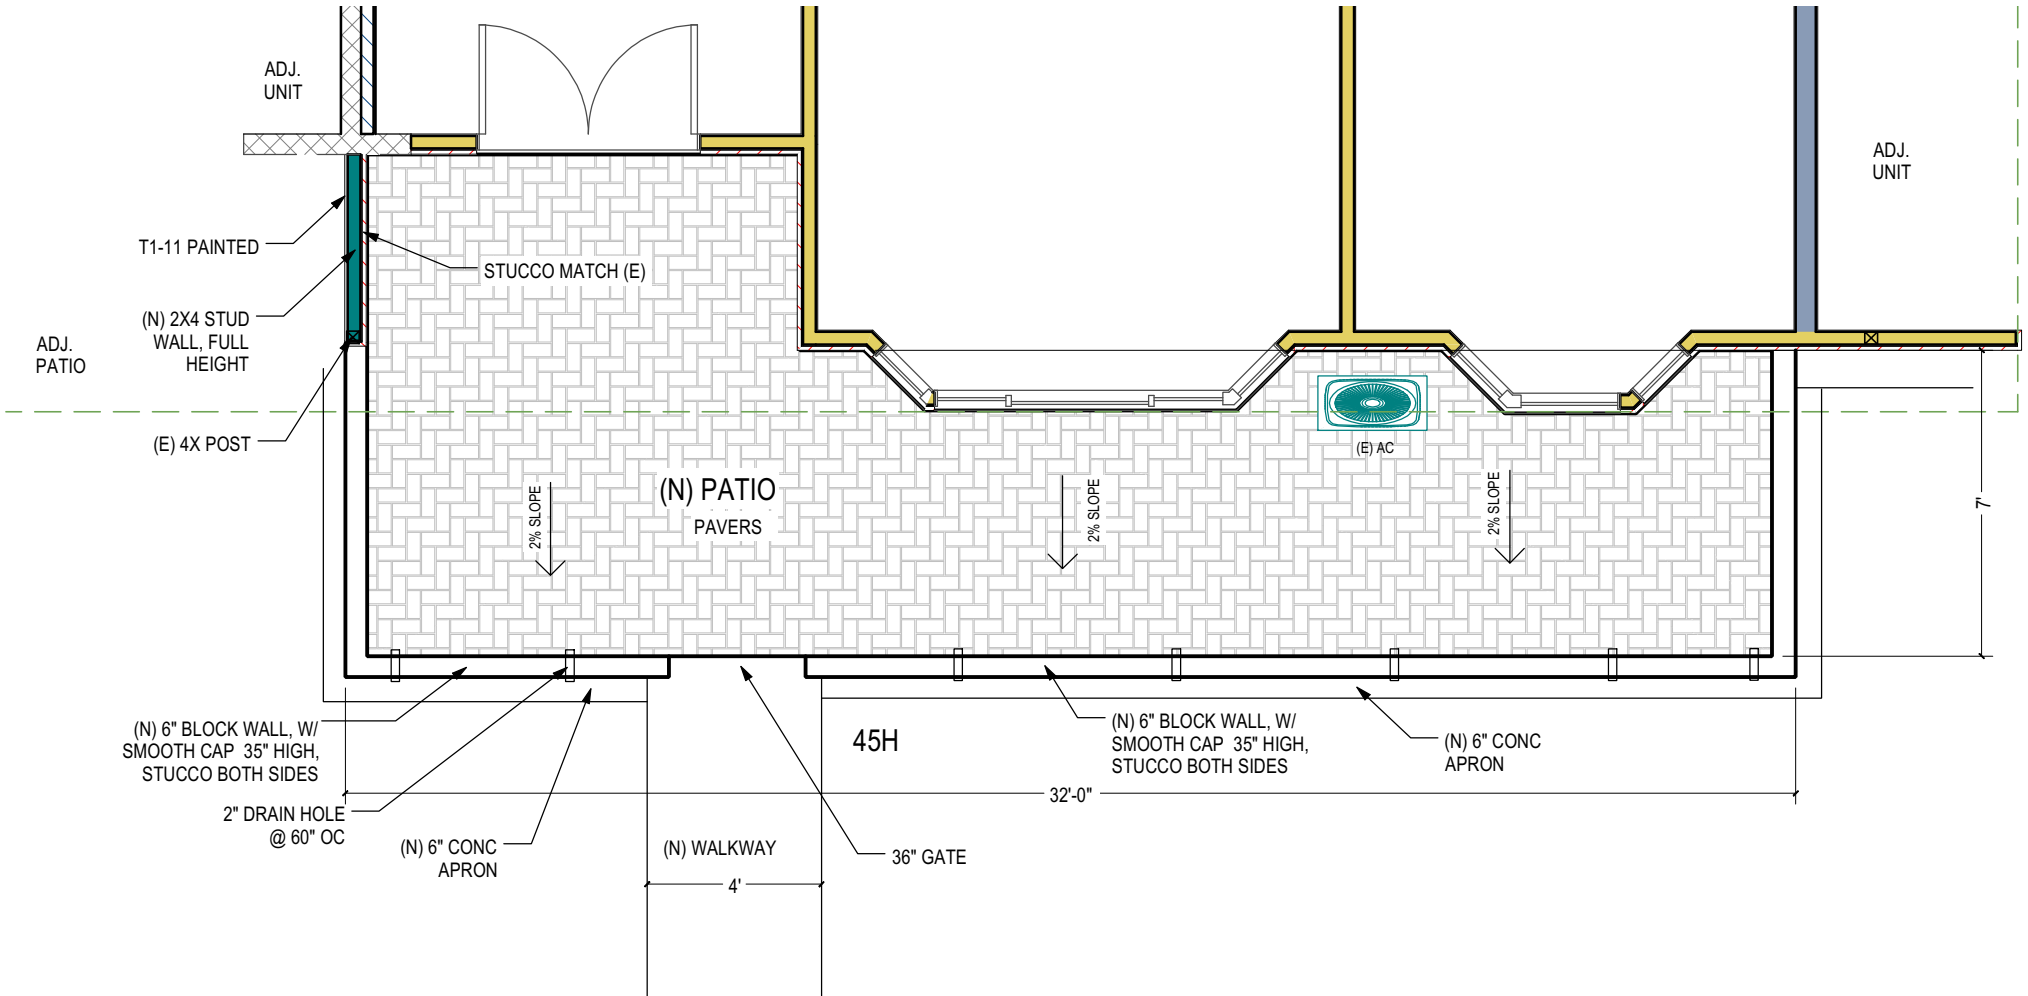 ADJ.
UNIT
ADJ.
UNIT
T1-11 PAINTED
STUCCO MATCH (E)
(N) 2X4 STUD
WALL, FULL
HEIGHT
ADJ.
PATIO
(E) 4X POST
(E) AC
(N) PATIO
PAVERS
2% SLOPE
2% SLOPE
2% SLOPE
7'
(N) 6" BLOCK WALL, W/
SMOOTH CAP 35" HIGH,
STUCCO BOTH SIDES
45H
(N) 6" BLOCK WALL, W/
SMOOTH CAP 35" HIGH,
STUCCO BOTH SIDES
(N) 6" CONC
APRON
32'-0"
2" DRAIN HOLE
@ 60" OC
(N) 6" CONC
APRON
(N) WALKWAY
36" GATE
4'